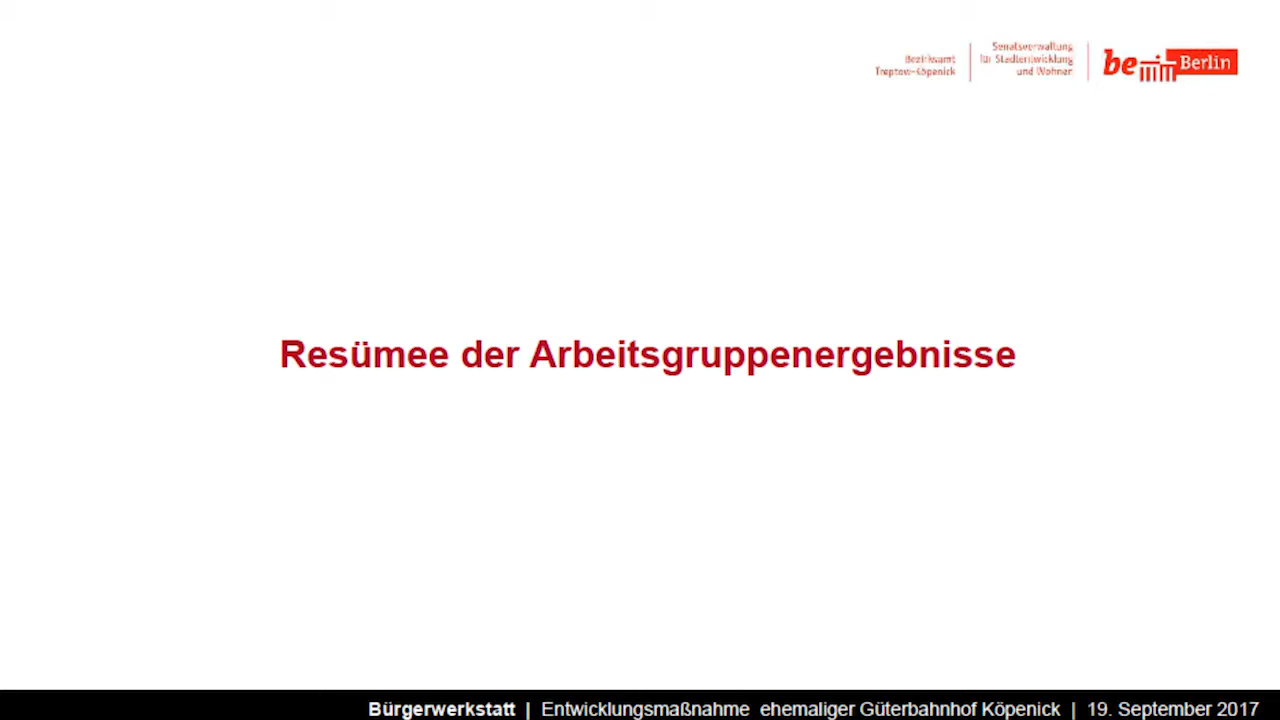 Bezirksamt
Treptow-Köpenick
Senatsverwaltung
für Stadtentwicklung
und Wohnen
be Berlin
Resümee der Arbeitsgruppenergebnisse
Bürgerwerkstatt | Entwicklungsmaßnahme ehemaliger Güterbahnhof Köpenick | 19. September 2017